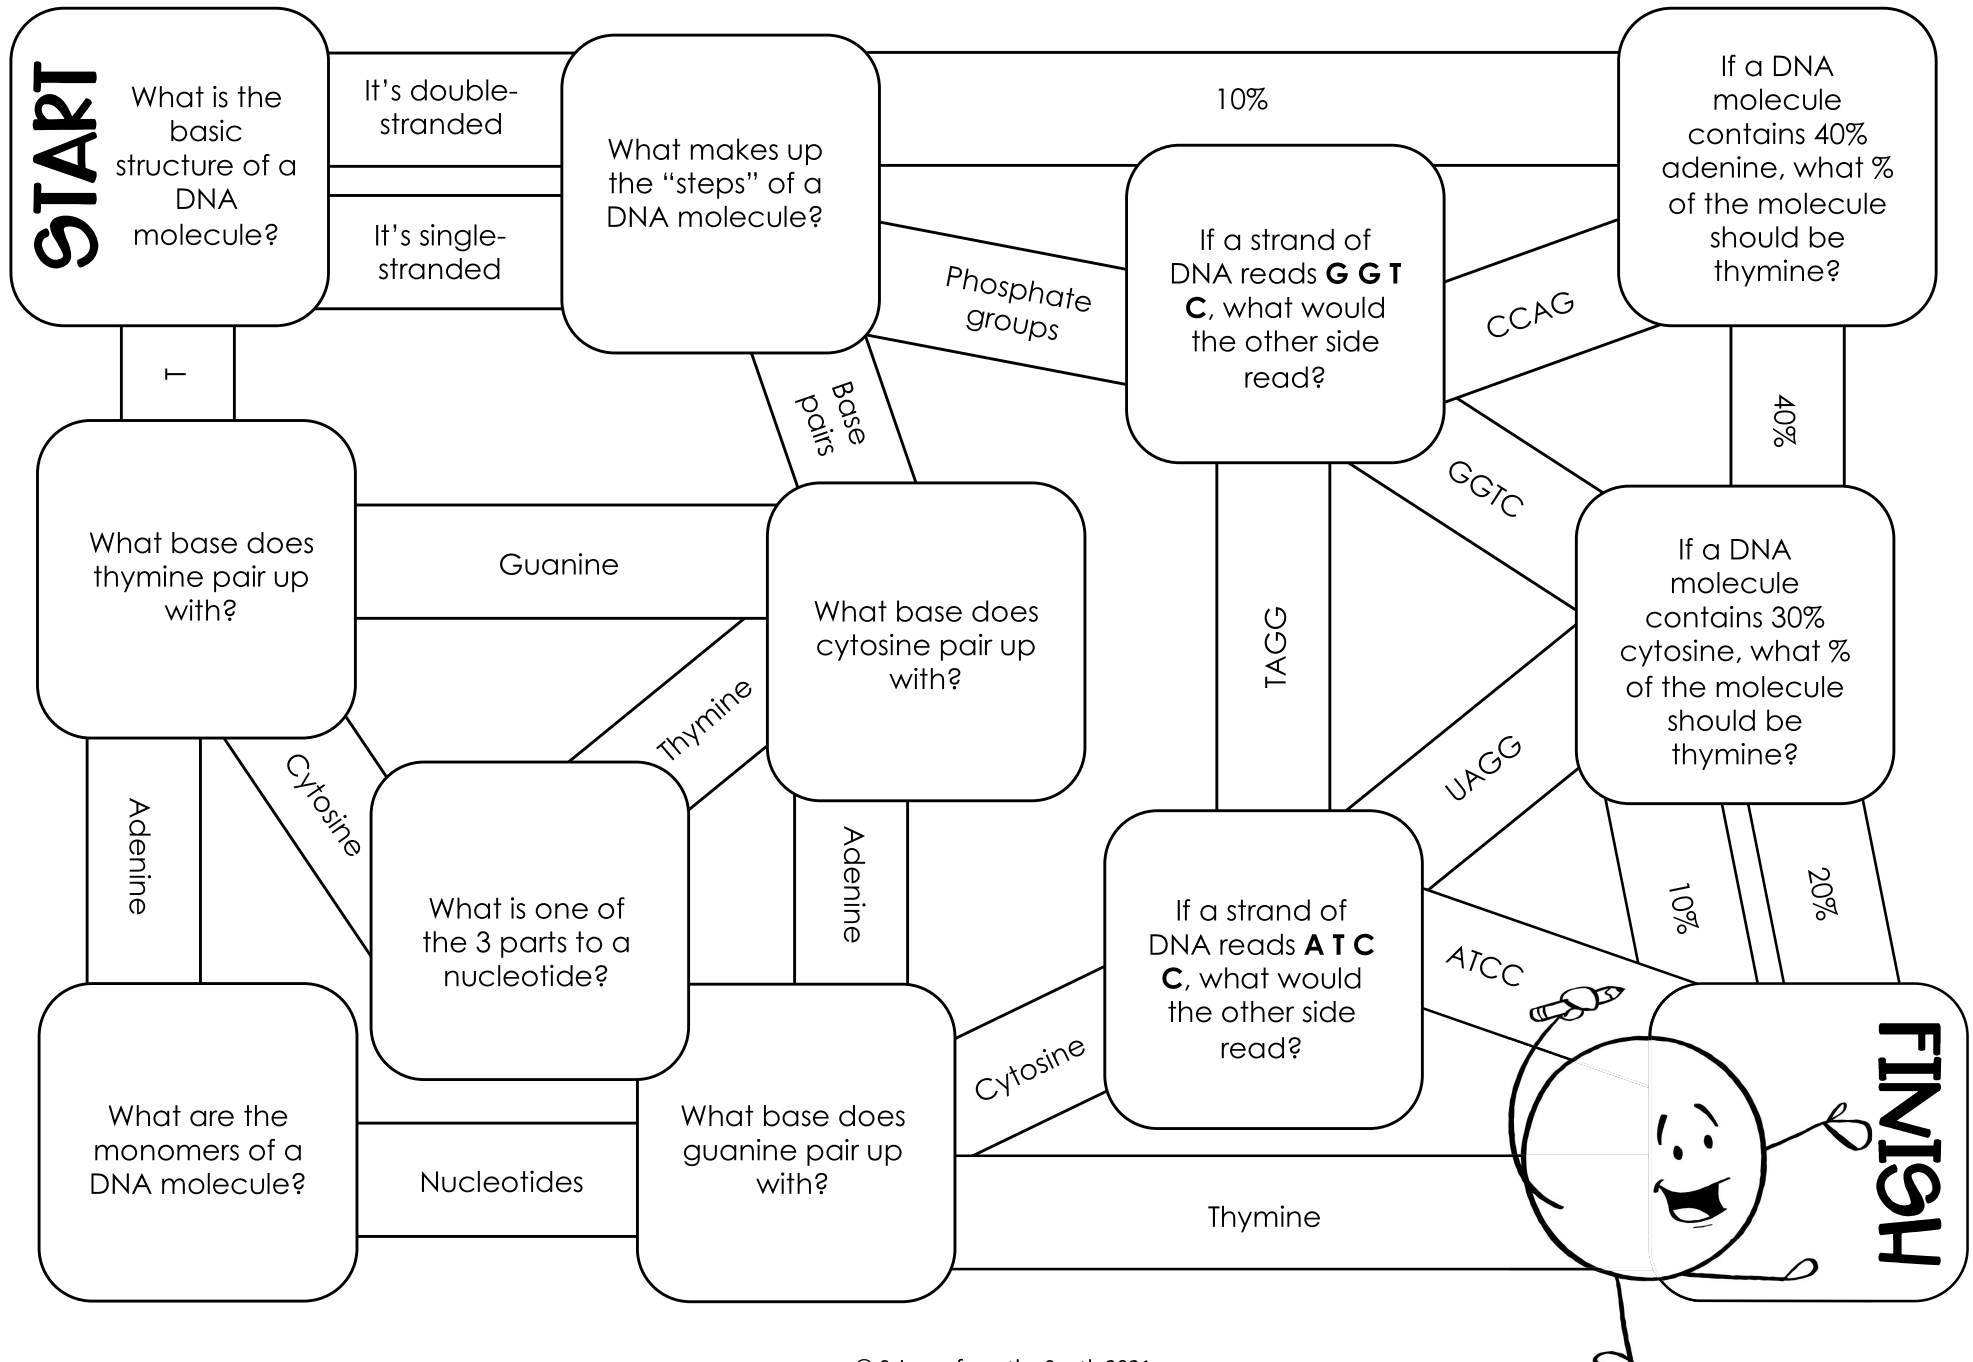 START
What is the
basic
structure of a
DNA
molecule?
It's double-
stranded
It's single-
stranded
What makes up
the “steps” of a
DNA molecule?
10%
If a DNA
molecule
contains 40%
adenine, what %
of the molecule
should be
thymine?
Phosphate
groups
If a strand of
DNA reads G G T
C, what would
the other side
read?
CCAG
T
Base
pairs
GGTC
40%
What base does
thymine pair up
with?
Guanine
What base does
cytosine pair up
with?
TAGG
If a DNA
molecule
contains 30%
cytosine, what %
of the molecule
should be
thymine?
Thymine
UAGG
Adenine
Cytosine
Adenine
10%
20%
What is one of
the 3 parts to a
nucleotide?
If a strand of
DNA reads A T C
C, what would
the other side
read?
ATCC
What are the
monomers of a
DNA molecule?
Nucleotides
What base does
guanine pair up
with?
Cytosine
Thymine
FINISH